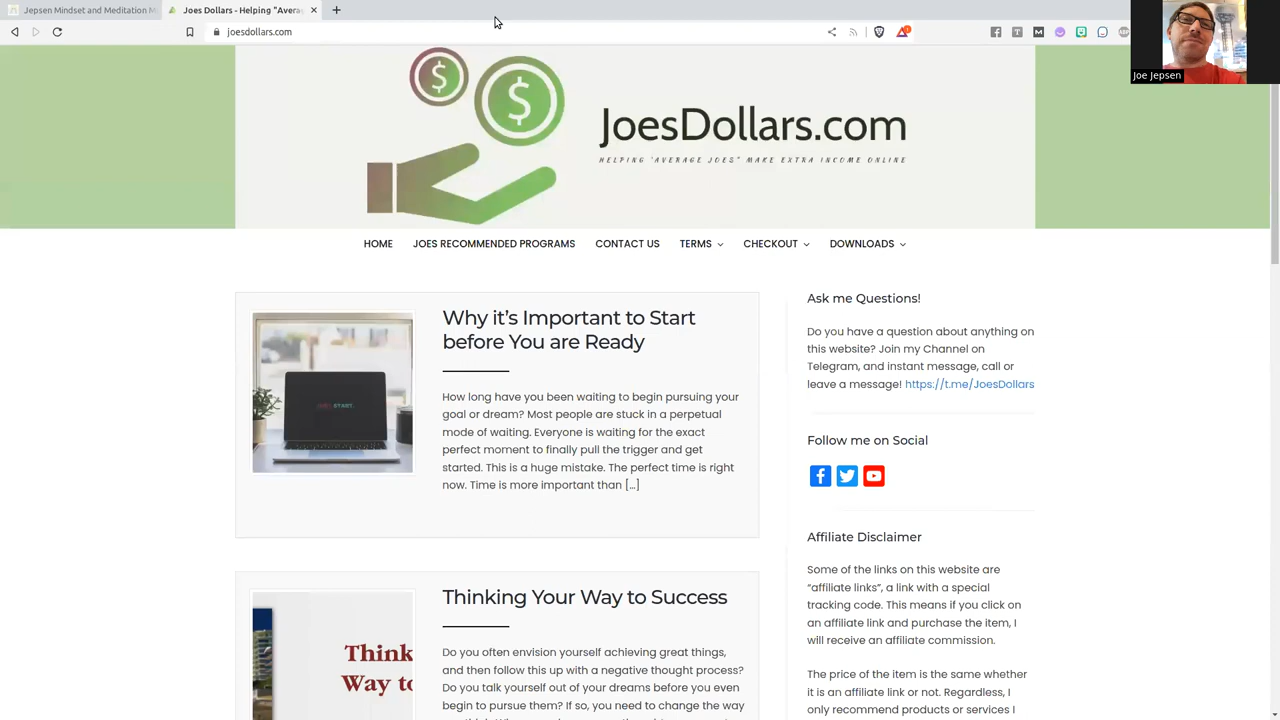 Jepsen Mindset and Meditation M
Joes Dollars - Helping "Avera
joesdollars.com
Joe Jepsen
JoesDollars.com
HELPING "AVERAGE JOES" MAKE EXTRA INCOME ONLINE
HOME JOES RECOMMENDED PROGRAMS CONTACT US TERMS CHECKOUT DOWNLOADS
Why it's Important to Start
before You are Ready
START.
How long have you been waiting to begin pursuing your
goal or dream? Most people are stuck in a perpetual
mode of waiting. Everyone is waiting for the exact
perfect moment to finally pull the trigger and get
started. This is a huge mistake. The perfect time is right
now. Time is more important than [...]
Think
Way to
Thinking Your Way to Success
Do you often envision yourself achieving great things,
and then follow this up with a negative thought process?
Do you talk yourself out of your dreams before you even
begin to pursue them? If so, you need to change the way
Ask me Questions!
Do you have a question about anything on
this website? Join my Channel on
Telegram, and instant message, call or
leave a message! https://t.me/JoesDollars
Follow me on Social
Affiliate Disclaimer
Some of the links on this website are
"affiliate links", a link with a special
tracking code. This means if you click on
an affiliate link and purchase the item, I
will receive an affiliate commission.
The price of the item is the same whether
it is an affiliate link or not. Regardless, I
only recommend products or services I